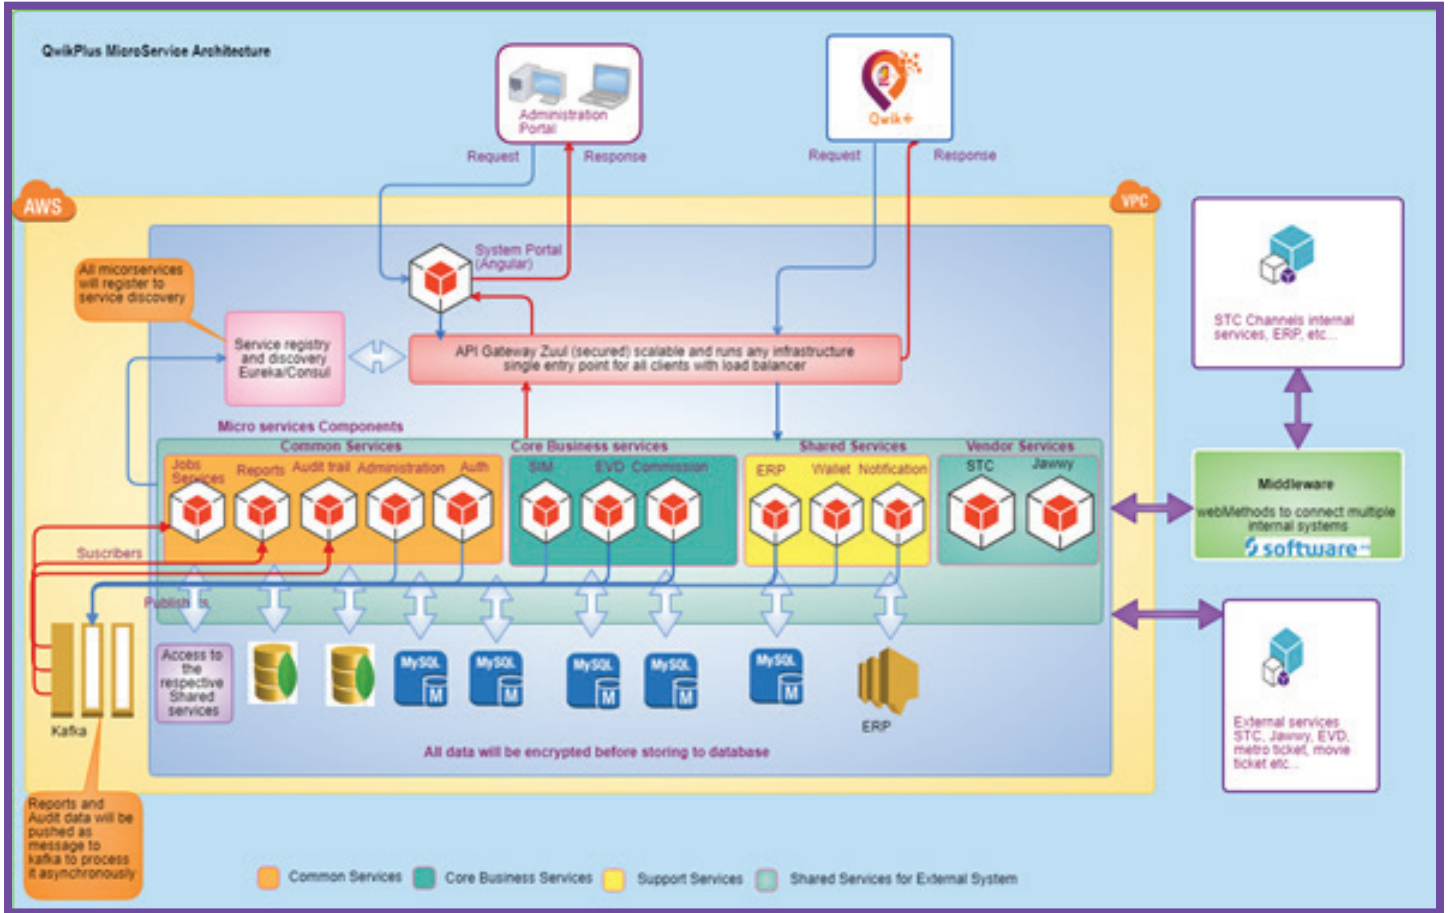 QwikPlus MicroService Architecture
Administration
Portal
Qwik+
Request
Response
Request
Response
AWS
VPC
System Portal
(Angular)
All micorservices
will register to
service discovery
Service registry
and discovery
Eureka/Consul
API Gateway Zuul (secured) scalable and runs any infrastructure
single entry point for all clients with load balancer
STC Channels internal
services, ERP, etc...
Micro services Components
Common Services
Core Business services
Shared Services
Vendor Services
Jobs
Services
Reports
Audit trail
Administration
Auth
SIM
EVD
Commission
ERP
Wallet
Notification
STC
Jawwy
Middleware
webMethods to connect multiple
internal systems
software AG
Suscribers
Access to
the
respective
Shared
services
MySQL
M
MySQL
M
MySQL
M
MySQL
M
MySQL
M
ERP
Kafka
External services
STC, Jawwy, EVD,
metro ticket, movie
ticket etc...
All data will be encrypted before storing to database
Reports and
Audit data will be
pushed as
message to
kafka to process
it asynchronously
Common Services
Core Business Services
Support Services
Shared Services for External System